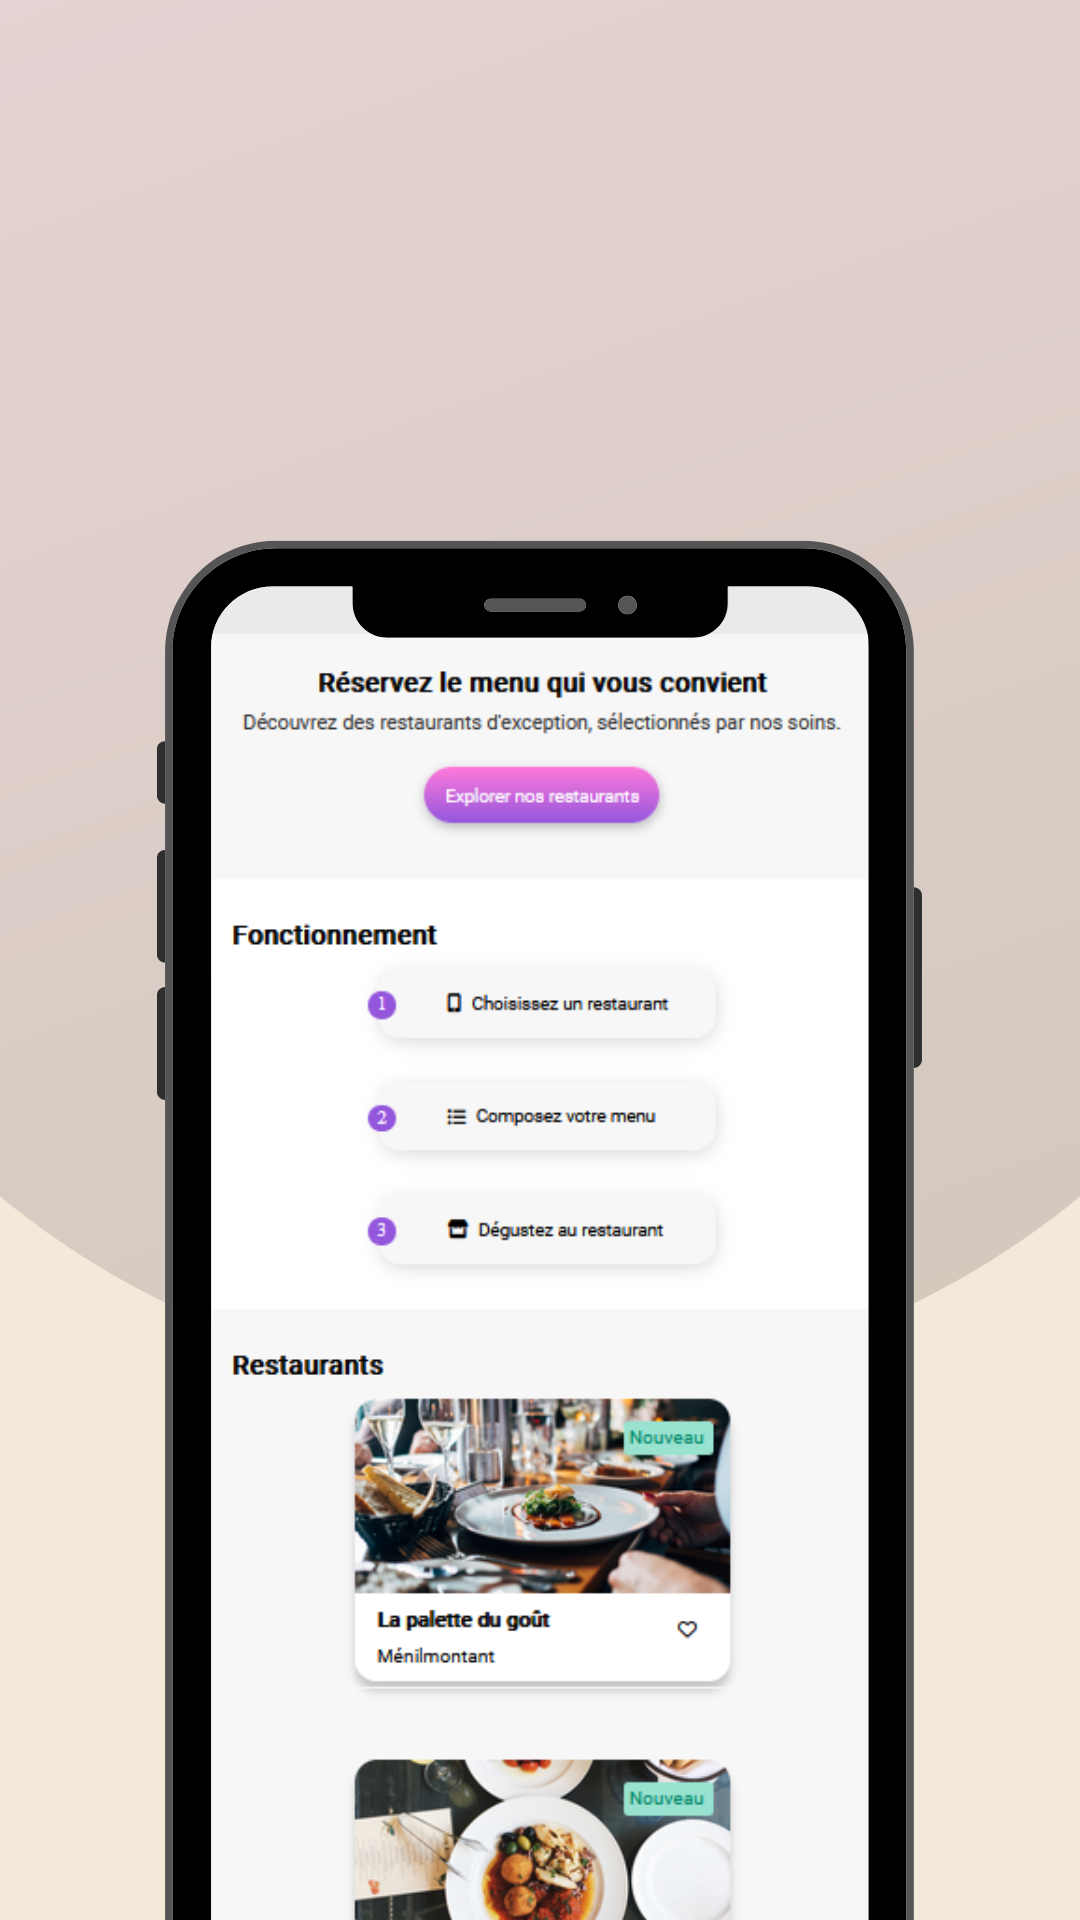 Réservez le menu qui vous convient
Découvrez des restaurants d'exception, sélectionnés par nos soins.
Explorer nos restaurants
Fonctionnement
1 Choisissez un restaurant
2 Composez votre menu
3 Dégustez au restaurant
Restaurants
Nouveau
La palette du goût
Ménilmontant
Nouveau